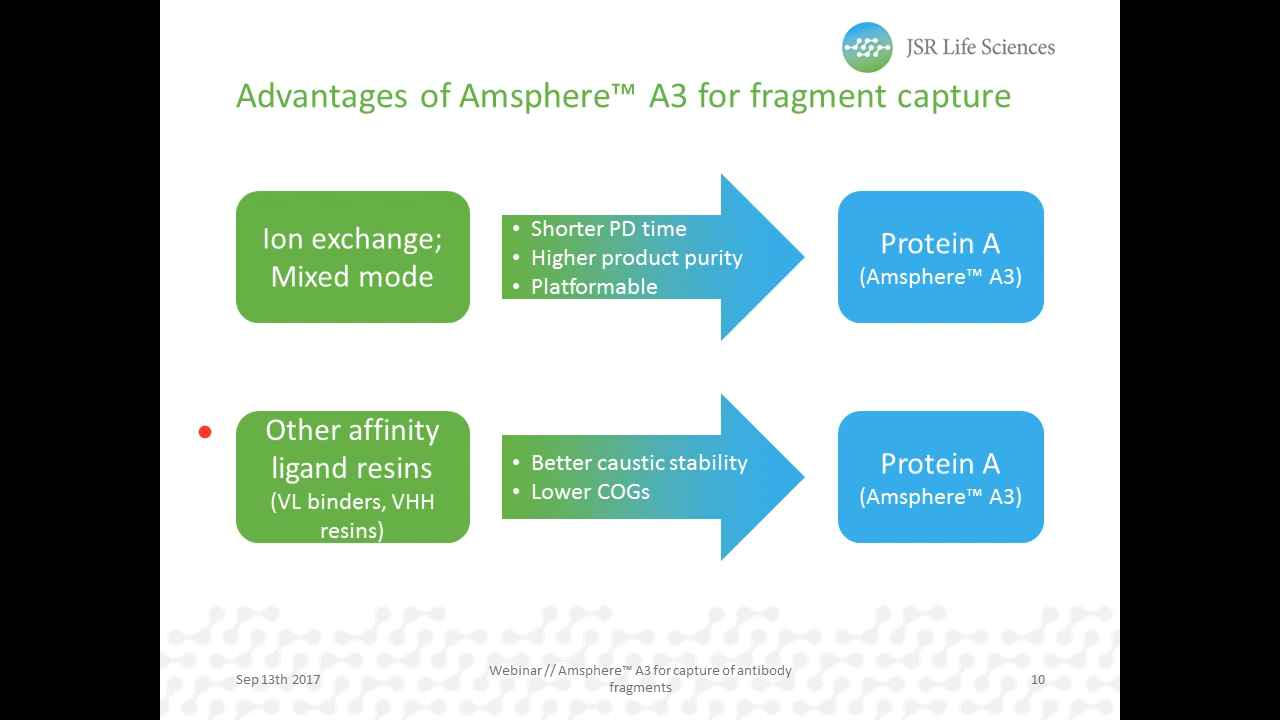 JSR Life Sciences
Advantages of Amsphere™ A3 for fragment capture
Ion exchange;
Mixed mode
• Shorter PD time
• Higher product purity
• Platformable
Protein A
(Amsphere™ A3)
Other affinity
ligand resins
(VL binders, VHH
resins)
• Better caustic stability
• Lower COGs
Protein A
(Amsphere™ A3)
Sep 13th 2017
Webinar // Amsphere™ A3 for capture of antibody
fragments
10